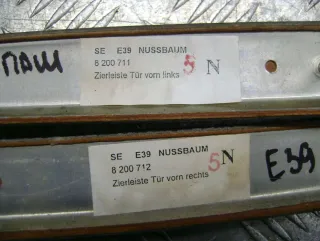 ПАШ
SE E39 NUSSBAUM
8 200 711
Zierleiste Tür vorn links 5 N
SE E39 NUSSBAUM
8 200 712
Zierleiste Tür vorn rechts 5 N
E39